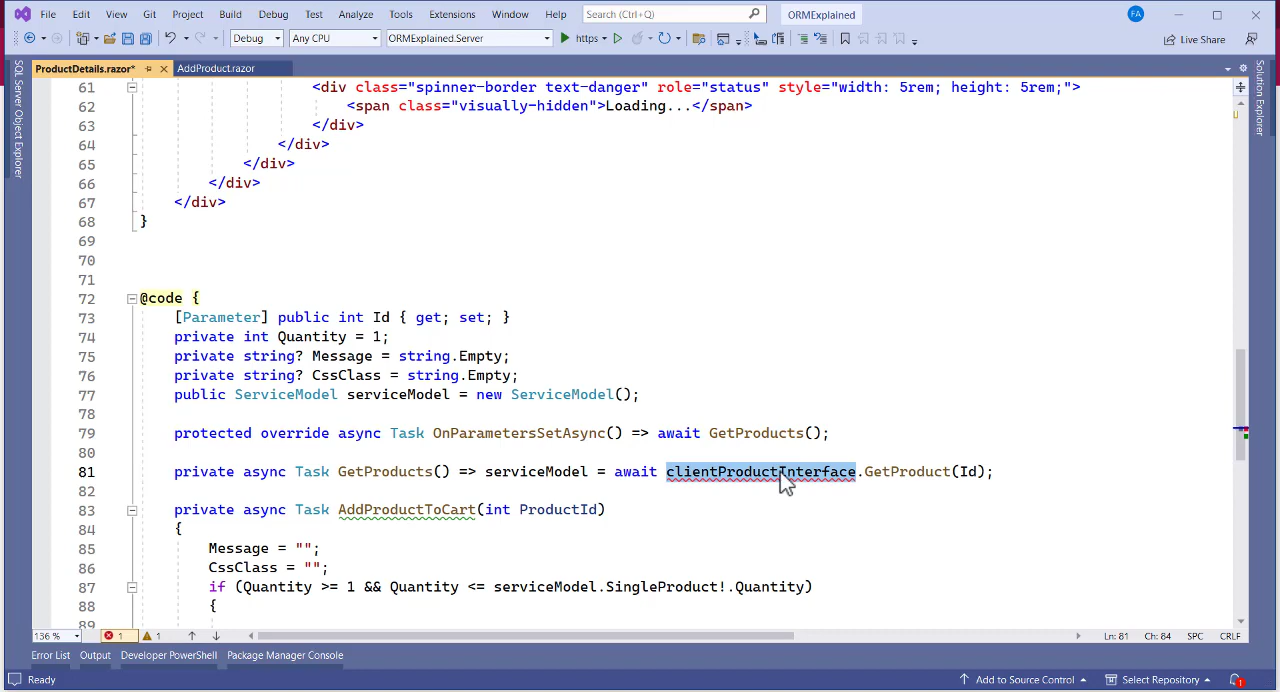 File Edit View Git Project Build Debug Test Analyze Tools Extensions Window Help Search (Ctrl+Q) ORMExplained FA
Debug Any CPU ORMExplained.Server https Live Share
ProductDetails.razor* AddProduct.razor
SQL Server Object Explorer
Solution Explorer
61 <div class="spinner-border text-danger" role="status" style="width: 5rem; height: 5rem;">
62 <span class="visually-hidden">Loading...</span>
63 </div>
64 </div>
65 </div>
66 </div>
67 </div>
68 }
69
70
71
72 @code {
73 [Parameter] public int Id { get; set; }
74 private int Quantity = 1;
75 private string? Message = string.Empty;
76 private string? CssClass = string.Empty;
77 public ServiceModel serviceModel = new ServiceModel();
78
79 protected override async Task OnParametersSetAsync() => await GetProducts();
80
81 private async Task GetProducts() => serviceModel = await clientProductInterface.GetProduct(Id);
82
83 private async Task AddProductToCart(int ProductId)
84 {
85 Message = "";
86 CssClass = "";
87 if (Quantity >= 1 && Quantity <= serviceModel.SingleProduct!.Quantity)
88 {
89
136 % 1 1 Ln: 81 Ch: 84 SPC CRLF
Error List Output Developer PowerShell Package Manager Console
Ready Add to Source Control Select Repository 1